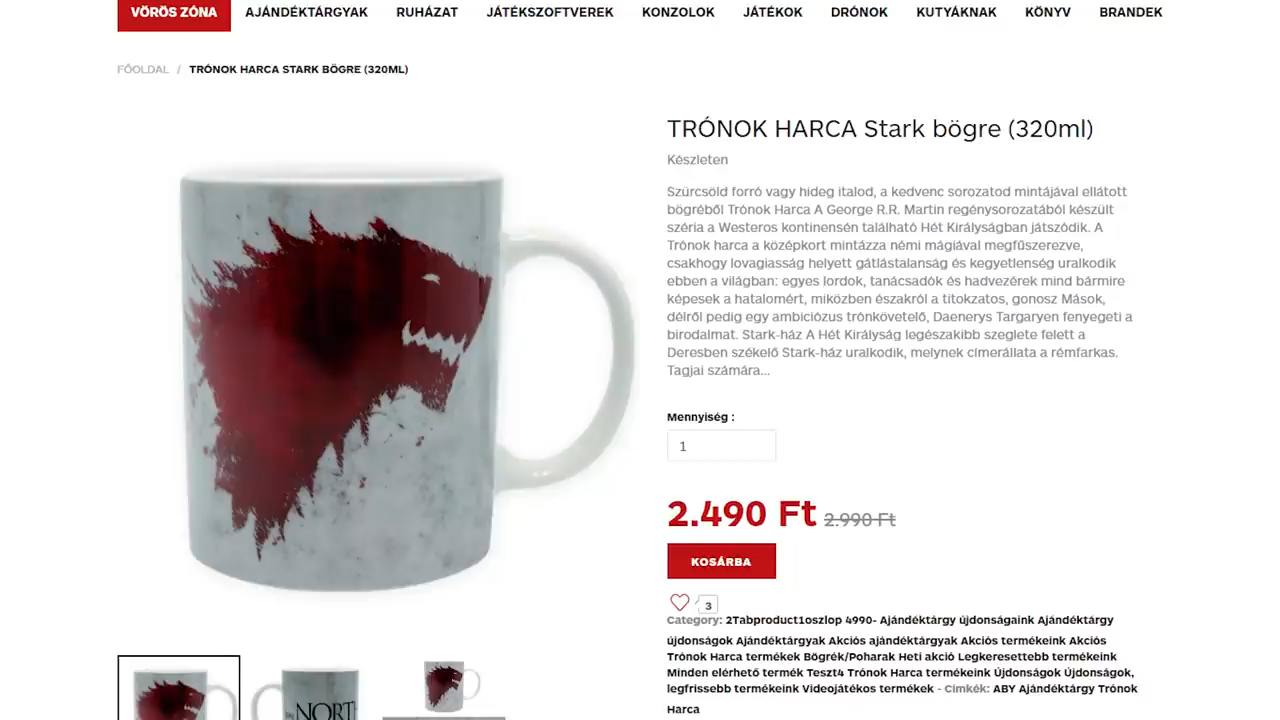 VÖRÖS ZÓNA AJÁNDÉKTÁRGYAK RUHÁZAT JÁTÉKSZOFTVEREK KONZOLOK JÁTÉKOK DRÓNOK KUTYÁKNAK KÖNYV BRANDEK
FŐOLDAL / TRÓNOK HARCA STARK BÖGRE (320ML)
TRÓNOK HARCA Stark bögre (320ml)
Készleten
Szürcsöld forró vagy hideg italod, a kedvenc sorozatod mintájával ellátott
bögréből Trónok Harca A George R.R. Martin regénysorozatából készült
széria a Westeros kontinensén található Hét Királyságban játszódik. A
Trónok harca a középkort mintázza némi mágiával megfűszerezve,
csakhogy lovagiasság helyett gátlástalanság és kegyetlenség uralkodik
ebben a világban: egyes lordok, tanácsadók és hadvezérek mind bármire
képesek a hatalomért, miközben északról a titokzatos, gonosz Mások,
délről pedig egy ambiciózus trónkövetelő, Daenerys Targaryen fenyegeti a
birodalmat. Stark-ház A Hét Királyság legészakibb szeglete felett a
Deresben székelő Stark-ház uralkodik, melynek címerállata a rémfarkas.
Tagjai számára...
Mennyiség :
1
2.490 Ft 2.990 Ft
KOSÁRBA
3
Category: 2Tabproduct1oszlop 4990- Ajándéktárgy újdonságaink Ajándéktárgy
újdonságok Ajándéktárgyak Akciós ajándéktárgyak Akciós termékeink Akciós
Trónok Harca termékek Bögrék/Poharak Heti akció Legkeresettebb termékeink
Minden elérhető termék Teszt4 Trónok Harca termékeink Újdonságok Újdonságok,
legfrissebb termékeink Videojátékos termékek - Címkék: ABY Ajándéktárgy Trónok
Harca
NORTH